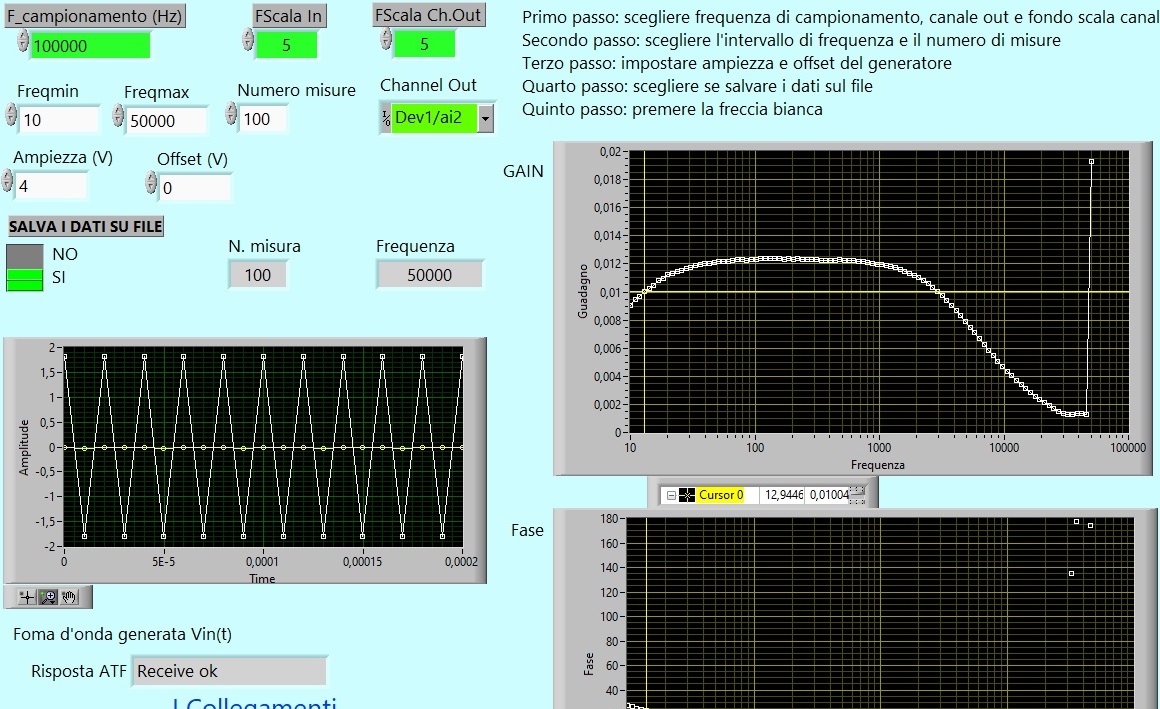 F_campionamento (Hz)
FScala In
FScala Ch.Out
100000
5
5
Freqmin
Freqmax
Numero misure
Channel Out
10
50000
100
Dev1/ai2
Ampiezza (V)
Offset (V)
4
0
SALVA I DATI SU FILE
NO
SI
N. misura
Frequenza
100
50000
Primo passo: scegliere frequenza di campionamento, canale out e fondo scala canal
Secondo passo: scegliere l'intervallo di frequenza e il numero di misure
Terzo passo: impostare ampiezza e offset del generatore
Quarto passo: scegliere se salvare i dati sul file
Quinto passo: premere la freccia bianca
GAIN
Guadagno
0,02
0,018
0,016
0,014
0,012
0,01
0,008
0,006
0,004
0,002
0
10
100
1000
10000
100000
Frequenza
Cursor 0
12,9446
0,01004
Amplitude
2
1,5
1
0,5
0
-0,5
-1
-1,5
-2
0
5E-5
0,0001
0,00015
0,0002
Time
Foma d'onda generata Vin(t)
Risposta ATF
Receive ok
I Collegamenti
Fase
Fase
180
160
140
120
100
80
60
40